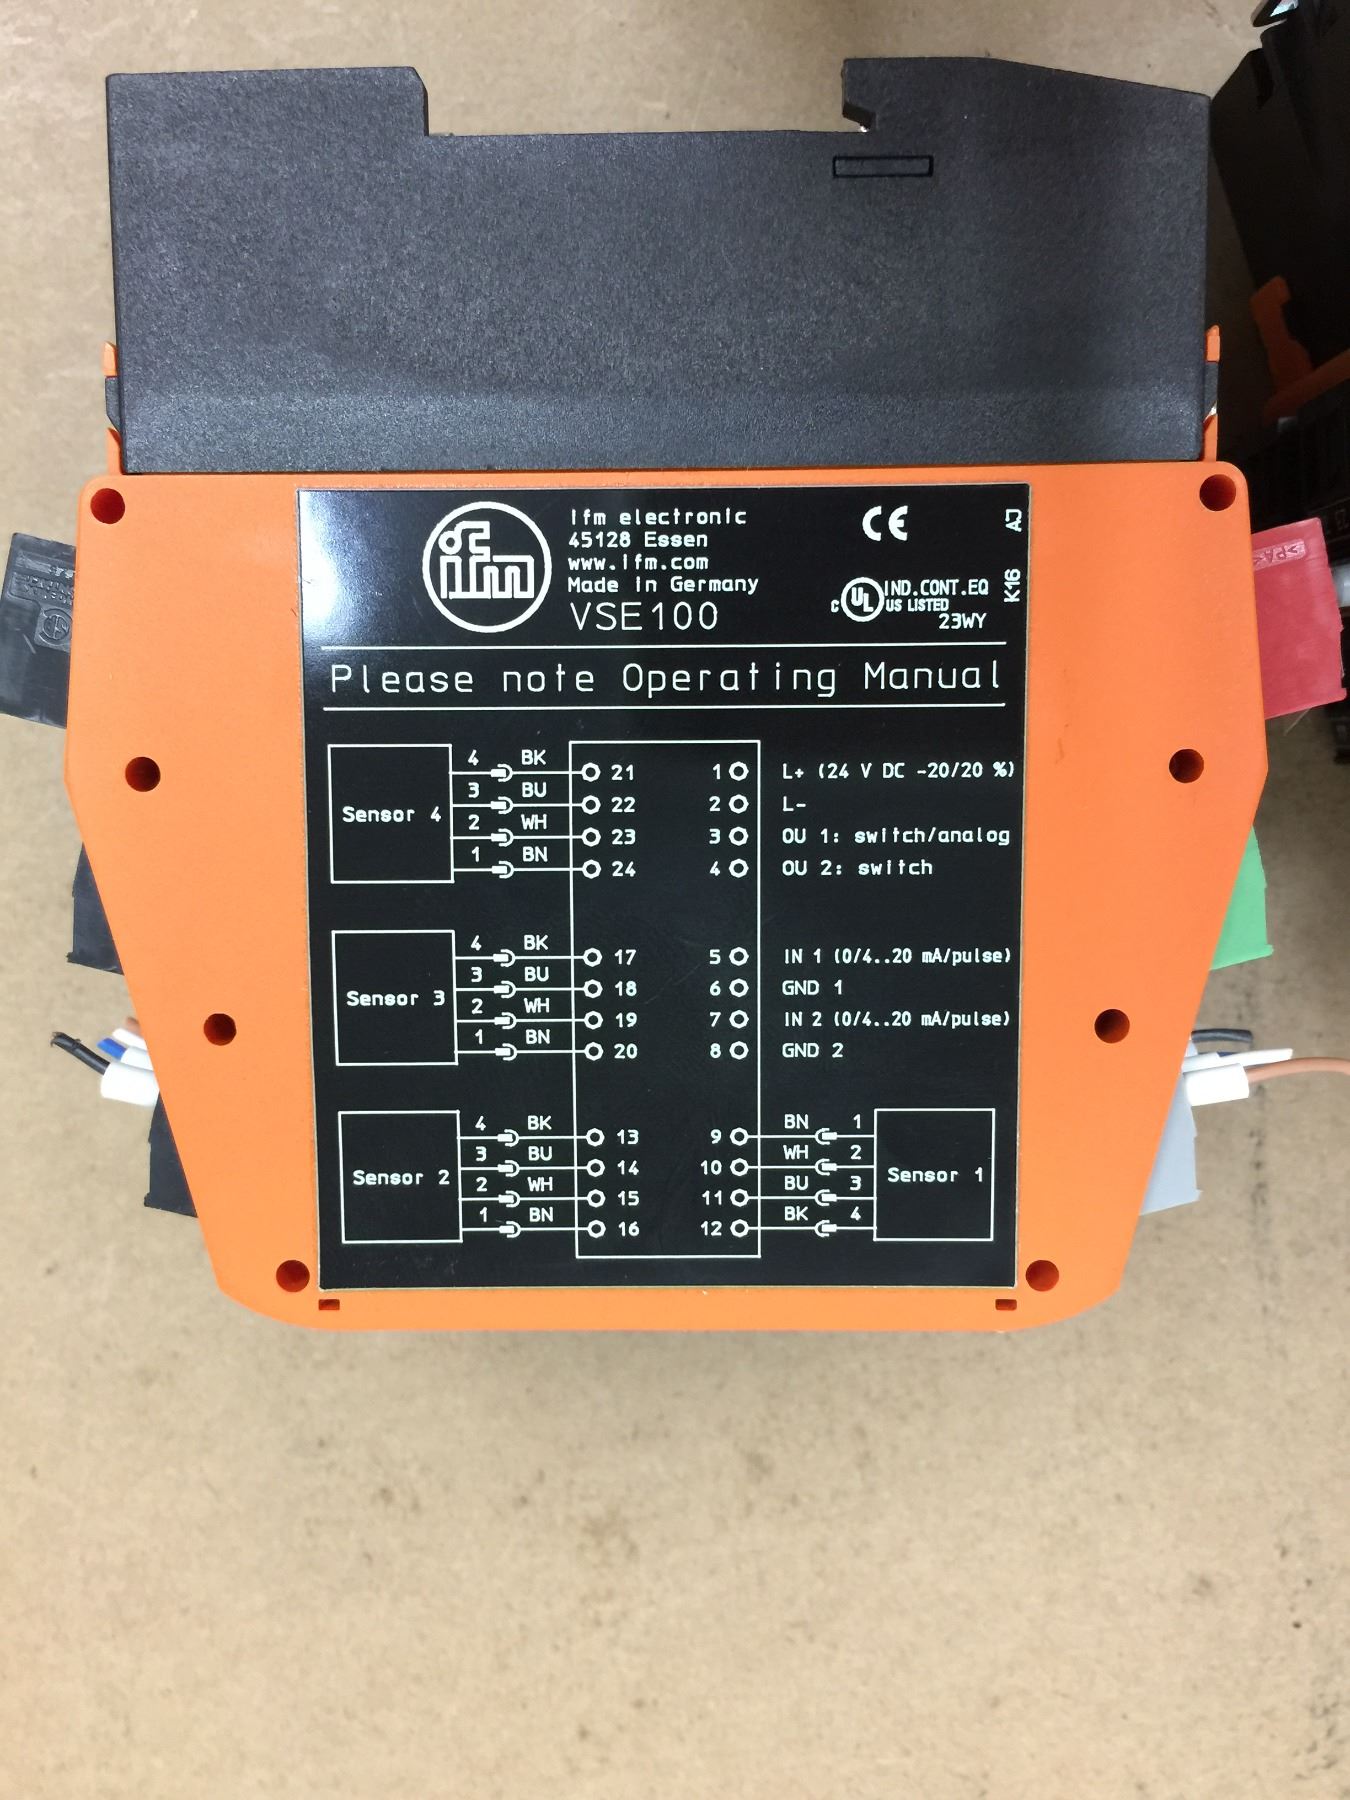 ifm
ifm electronic
45128 Essen
www.ifm.com
Made in Germany
VSE100
CE
c UL US LISTED
IND.CONT.EQ
23WY
AJ
K16
Please note Operating Manual
Sensor 4
4 BK 21
3 BU 22
2 WH 23
1 BN 24
1 L+ (24 V DC -20/20 %)
2 L-
3 OU 1: switch/analog
4 OU 2: switch
Sensor 3
4 BK 17
3 BU 18
2 WH 19
1 BN 20
5 IN 1 (0/4..20 mA/pulse)
6 GND 1
7 IN 2 (0/4..20 mA/pulse)
8 GND 2
Sensor 2
4 BK 13
3 BU 14
2 WH 15
1 BN 16
9 BN 1
10 WH 2
11 BU 3
12 BK 4
Sensor 1